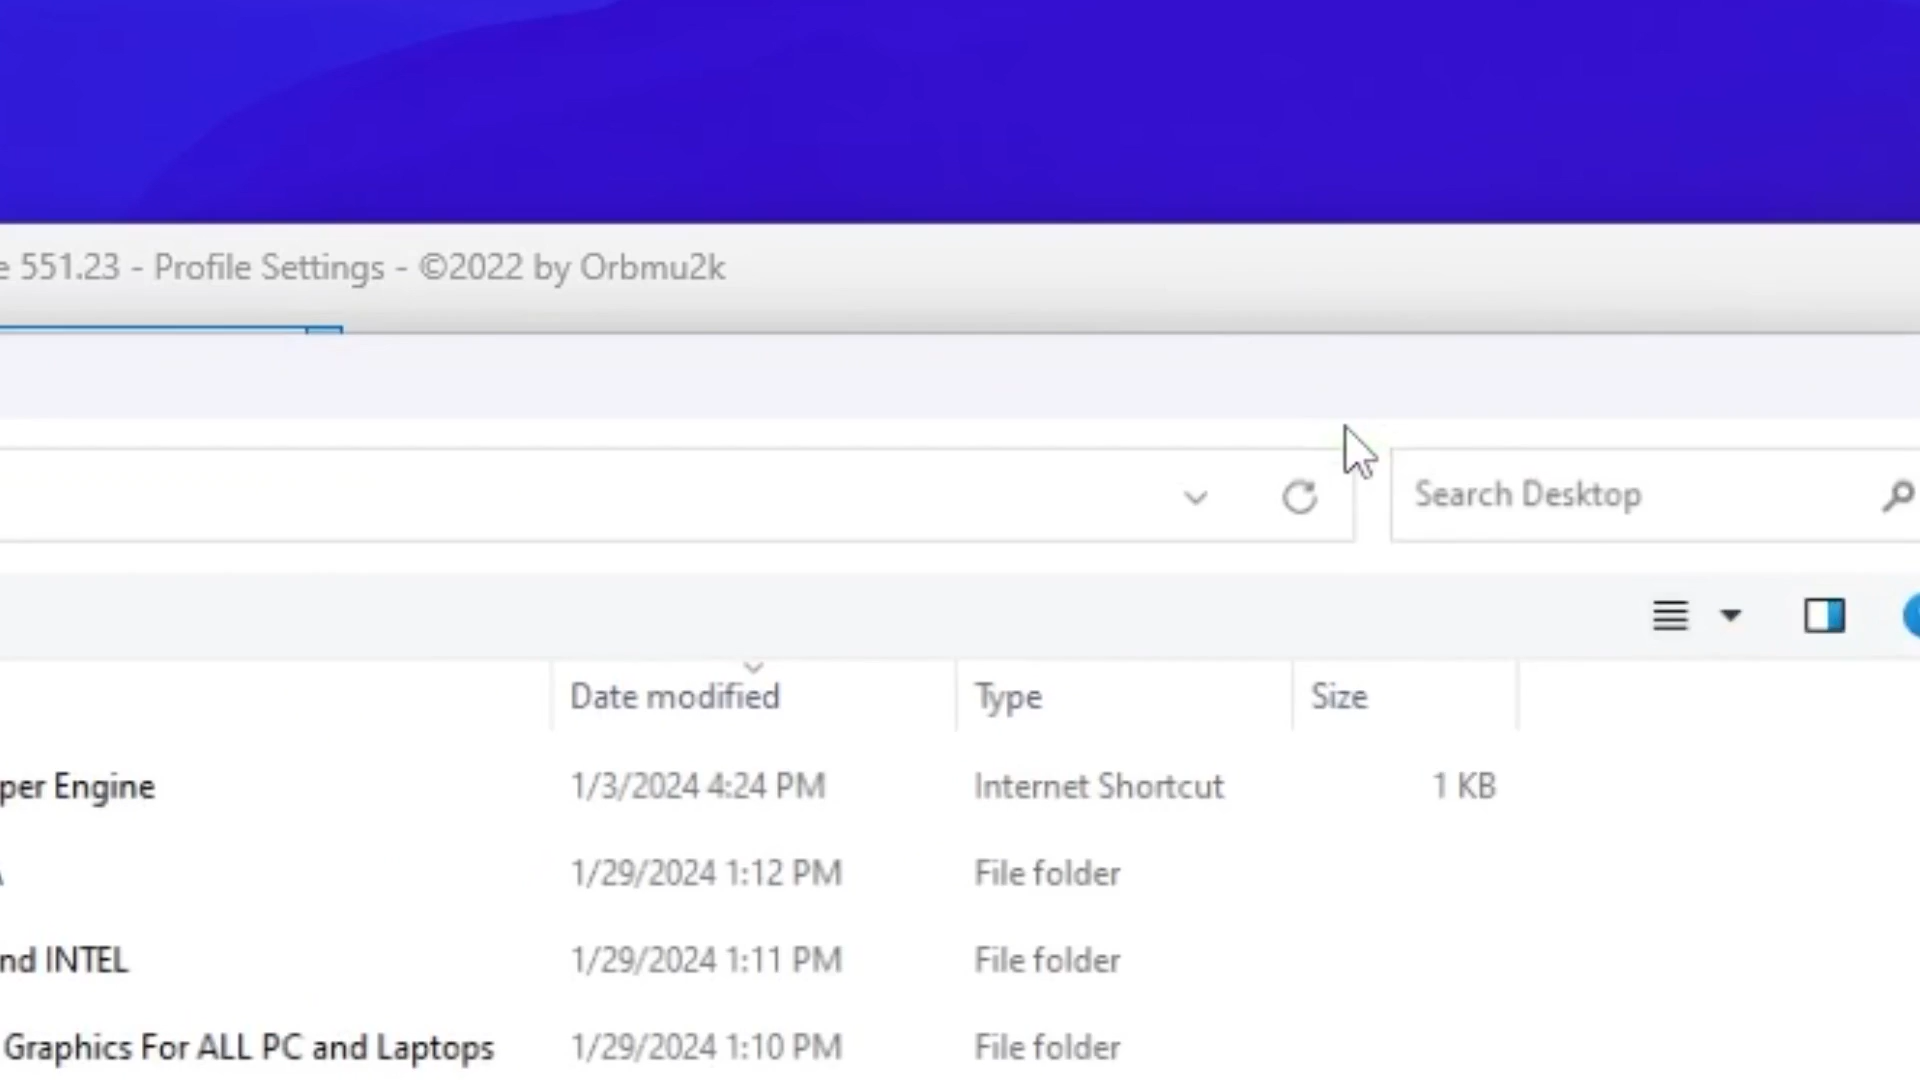 e 551.23 - Profile Settings - ©2022 by Orbmu2k
Search Desktop
Date modified Type Size
per Engine 1/3/2024 4:24 PM Internet Shortcut 1 KB
1/29/2024 1:12 PM File folder
nd INTEL 1/29/2024 1:11 PM File folder
Graphics For ALL PC and Laptops 1/29/2024 1:10 PM File folder